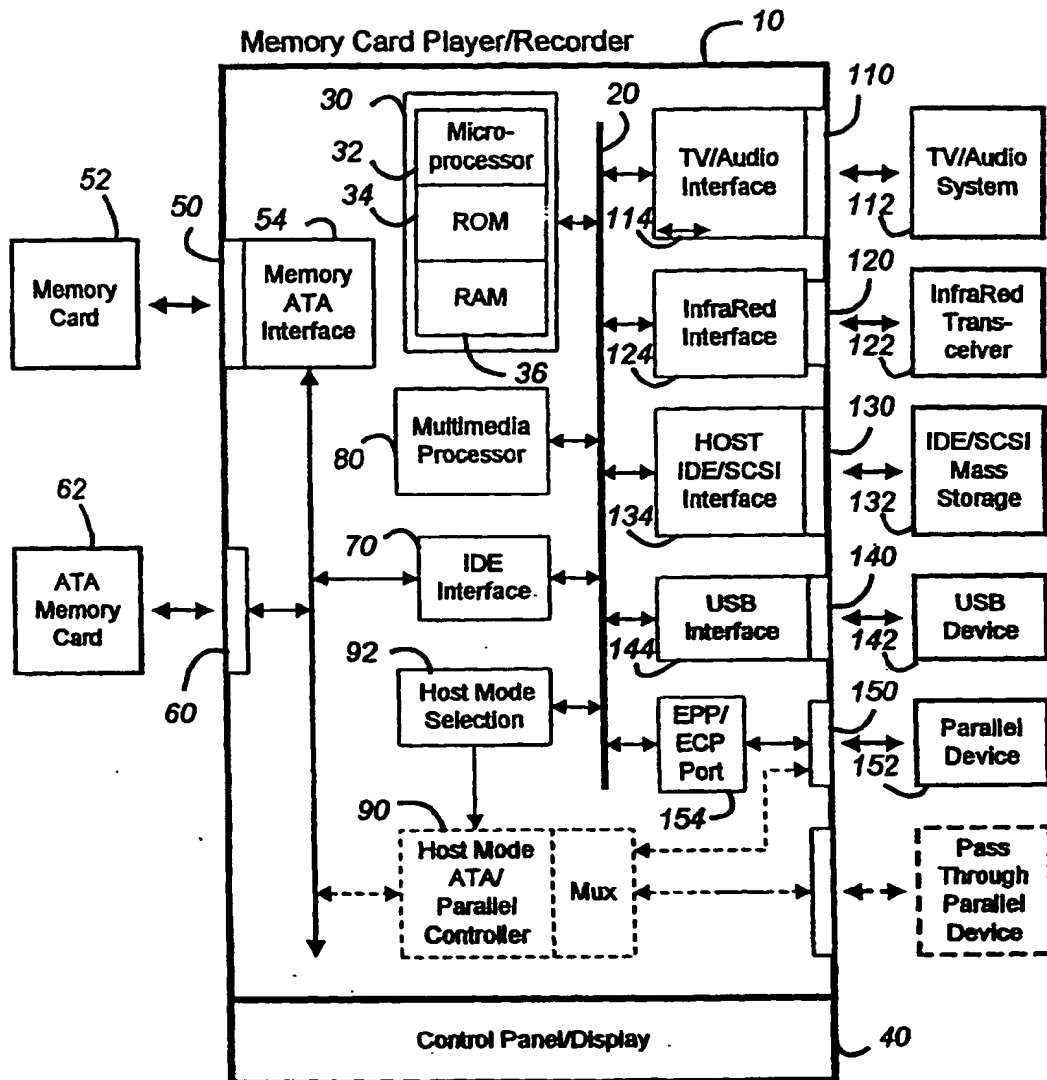 10
Memory Card Player/Recorder
30
20
110
Micro-
processor
32
34
ROM
RAM
36
TV/Audio
Interface
114
TV/Audio
System
112
52
50
54
Memory
Card
Memory
ATA
Interface
120
InfraRed
Interface
124
InfraRed
Trans-
ceiver
122
Multimedia
Processor
80
130
HOST
IDE/SCSI
Interface
134
IDE/SCSI
Mass
Storage
132
62
ATA
Memory
Card
60
70
IDE
Interface
140
USB
Interface
144
USB
Device
142
92
Host Mode
Selection
150
EPP/
ECP
Port
154
Parallel
Device
152
90
Host Mode
ATA/
Parallel
Controller
Mux
Pass
Through
Parallel
Device
Control Panel/Display
40